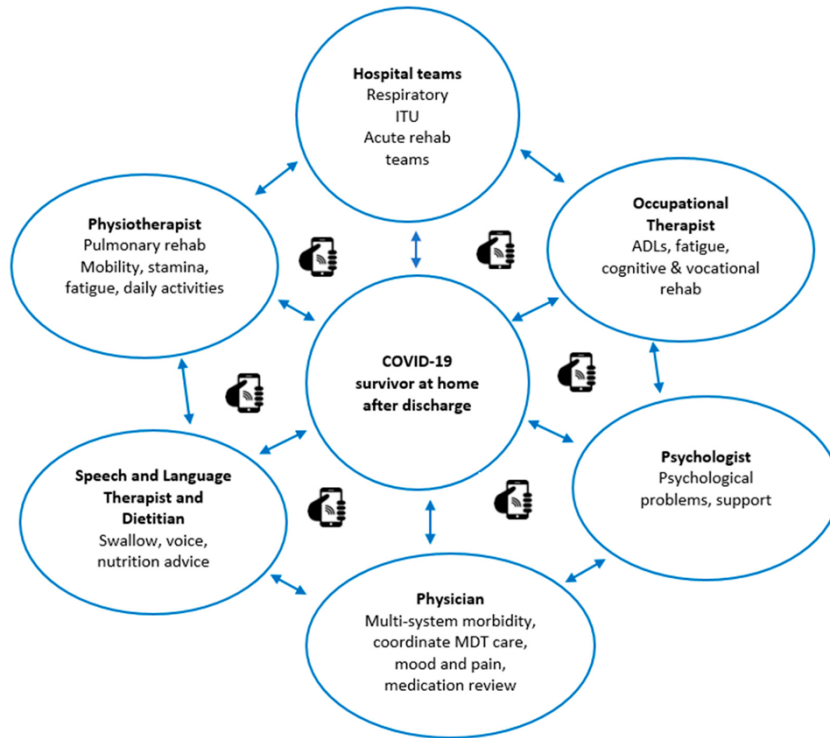 Hospital teams
Respiratory
ITU
Acute rehab
teams
Physiotherapist
Pulmonary rehab
Mobility, stamina,
fatigue, daily activities
Occupational
Therapist
ADLs, fatigue,
cognitive & vocational
rehab
COVID-19
survivor at home
after discharge
Speech and Language
Therapist and
Dietitian
Swallow, voice,
nutrition advice
Psychologist
Psychological
problems, support
Physician
Multi-system morbidity,
coordinate MDT care,
mood and pain,
medication review